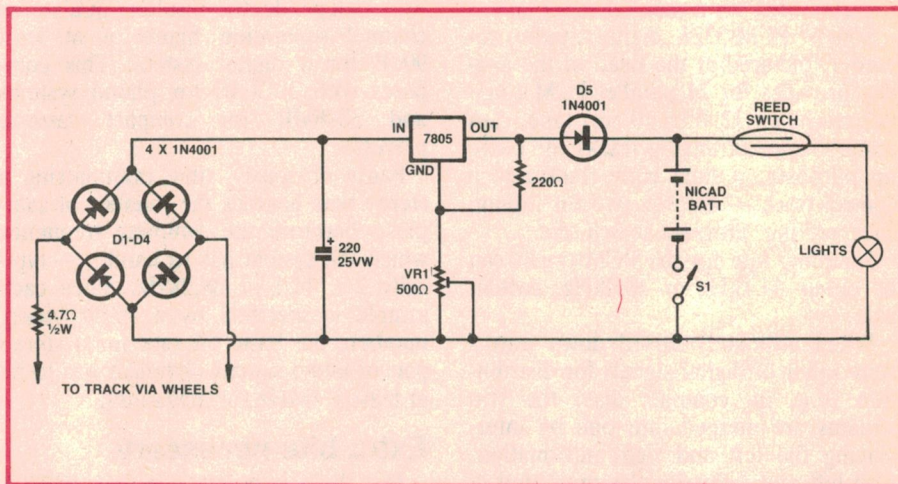 4 X 1N4001
D1-D4
4.7Ω
½W
TO TRACK VIA WHEELS
220
25VW
+
IN
7805
OUT
GND
220Ω
VR1
500Ω
D5
1N4001
NICAD
BATT
S1
REED
SWITCH
LIGHTS